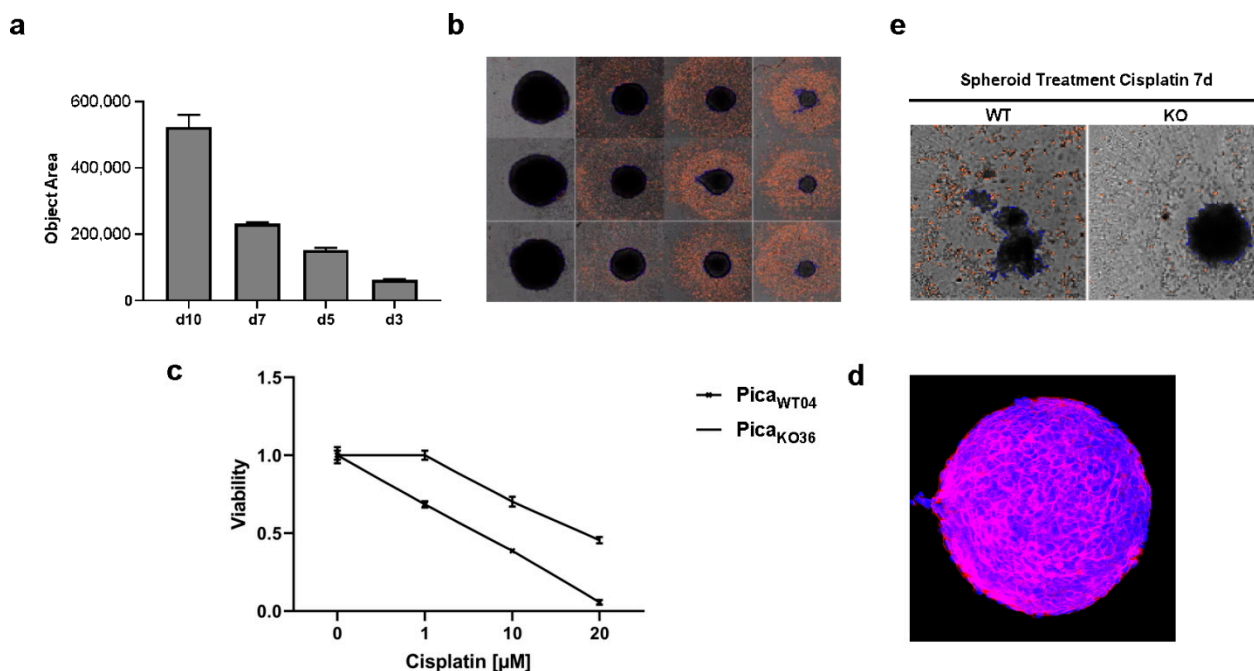 a
600,000
400,000
200,000
0
Object Area
d10 d7 d5 d3
b
e
Spheroid Treatment Cisplatin 7d
WT KO
c
1.5
1.0
0.5
0.0
Viability
0 1 10 20
Cisplatin [µM]
PicaWT04
PicaKO36
d